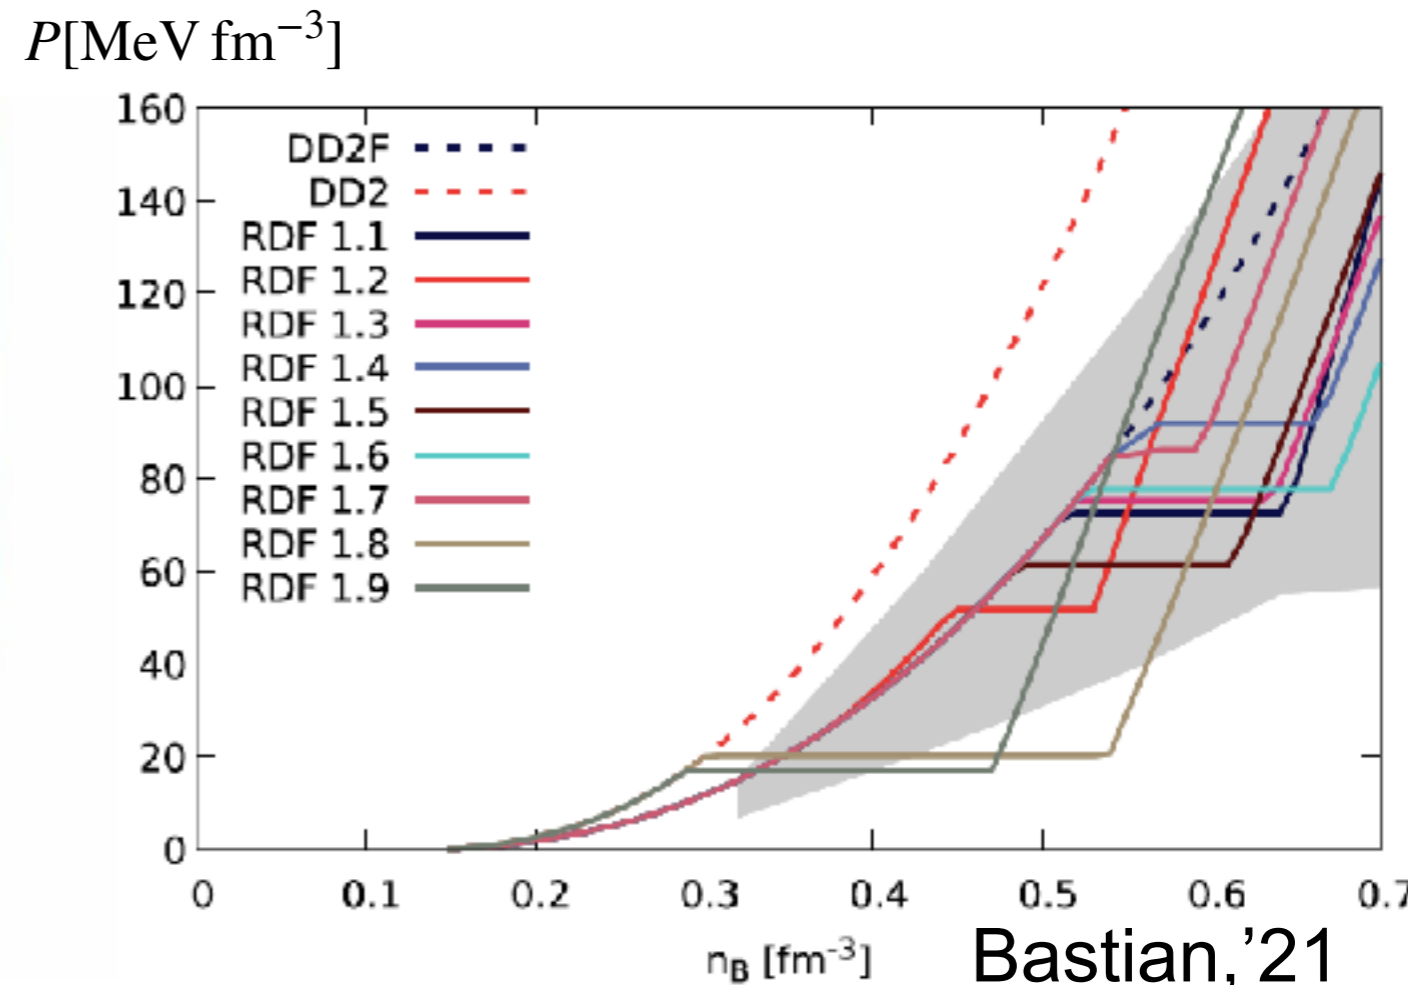 P[MeV fm⁻³]
160
140
120
100
80
60
40
20
0
DD2F
DD2
RDF 1.1
RDF 1.2
RDF 1.3
RDF 1.4
RDF 1.5
RDF 1.6
RDF 1.7
RDF 1.8
RDF 1.9
0 0.1 0.2 0.3 0.4 0.5 0.6 0.7
n_B [fm⁻³]
Bastian,’21